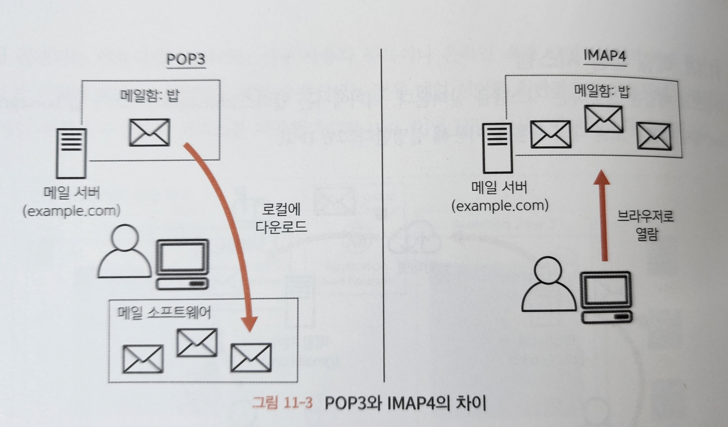 POP3
메일함: 밥
메일 서버
(example.com)
로컬에
다운로드
메일 소프트웨어
IMAP4
메일함: 밥
메일 서버
(example.com)
브라우저로
열람
그림 11-3 POP3와 IMAP4의 차이